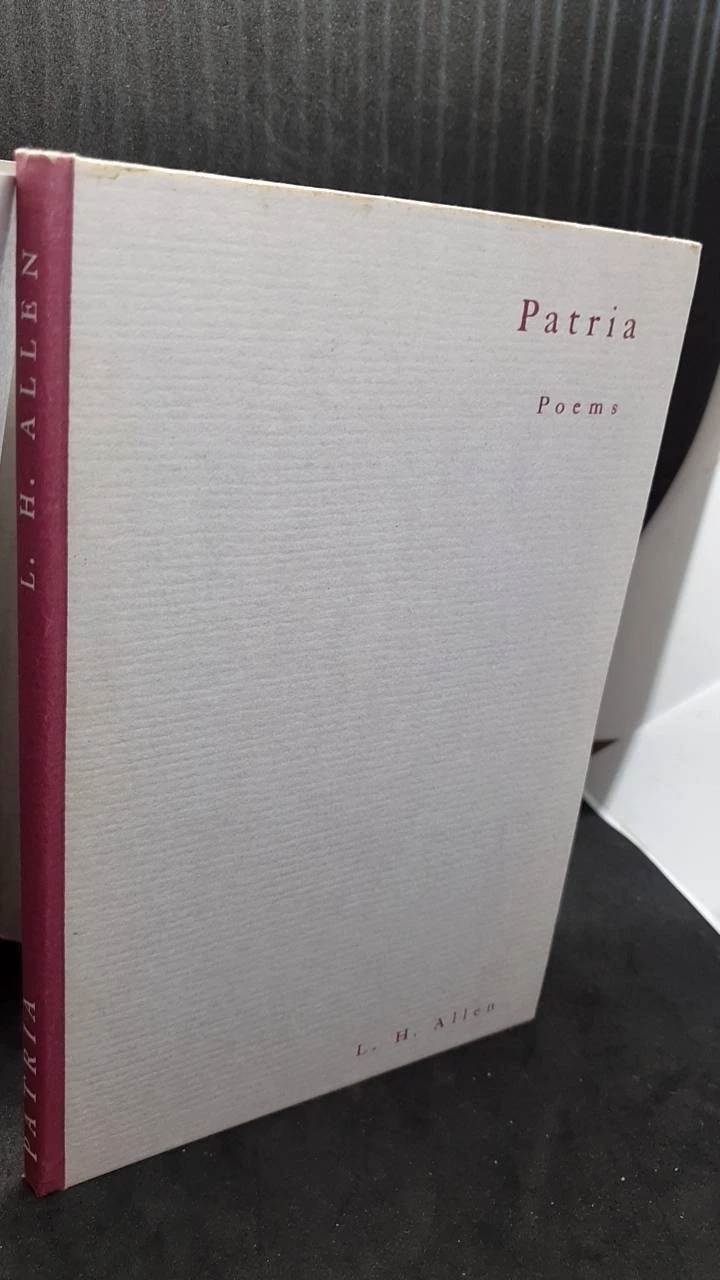 PATRIA L. H. ALLEN
Patria
Poems
L. H. Allen